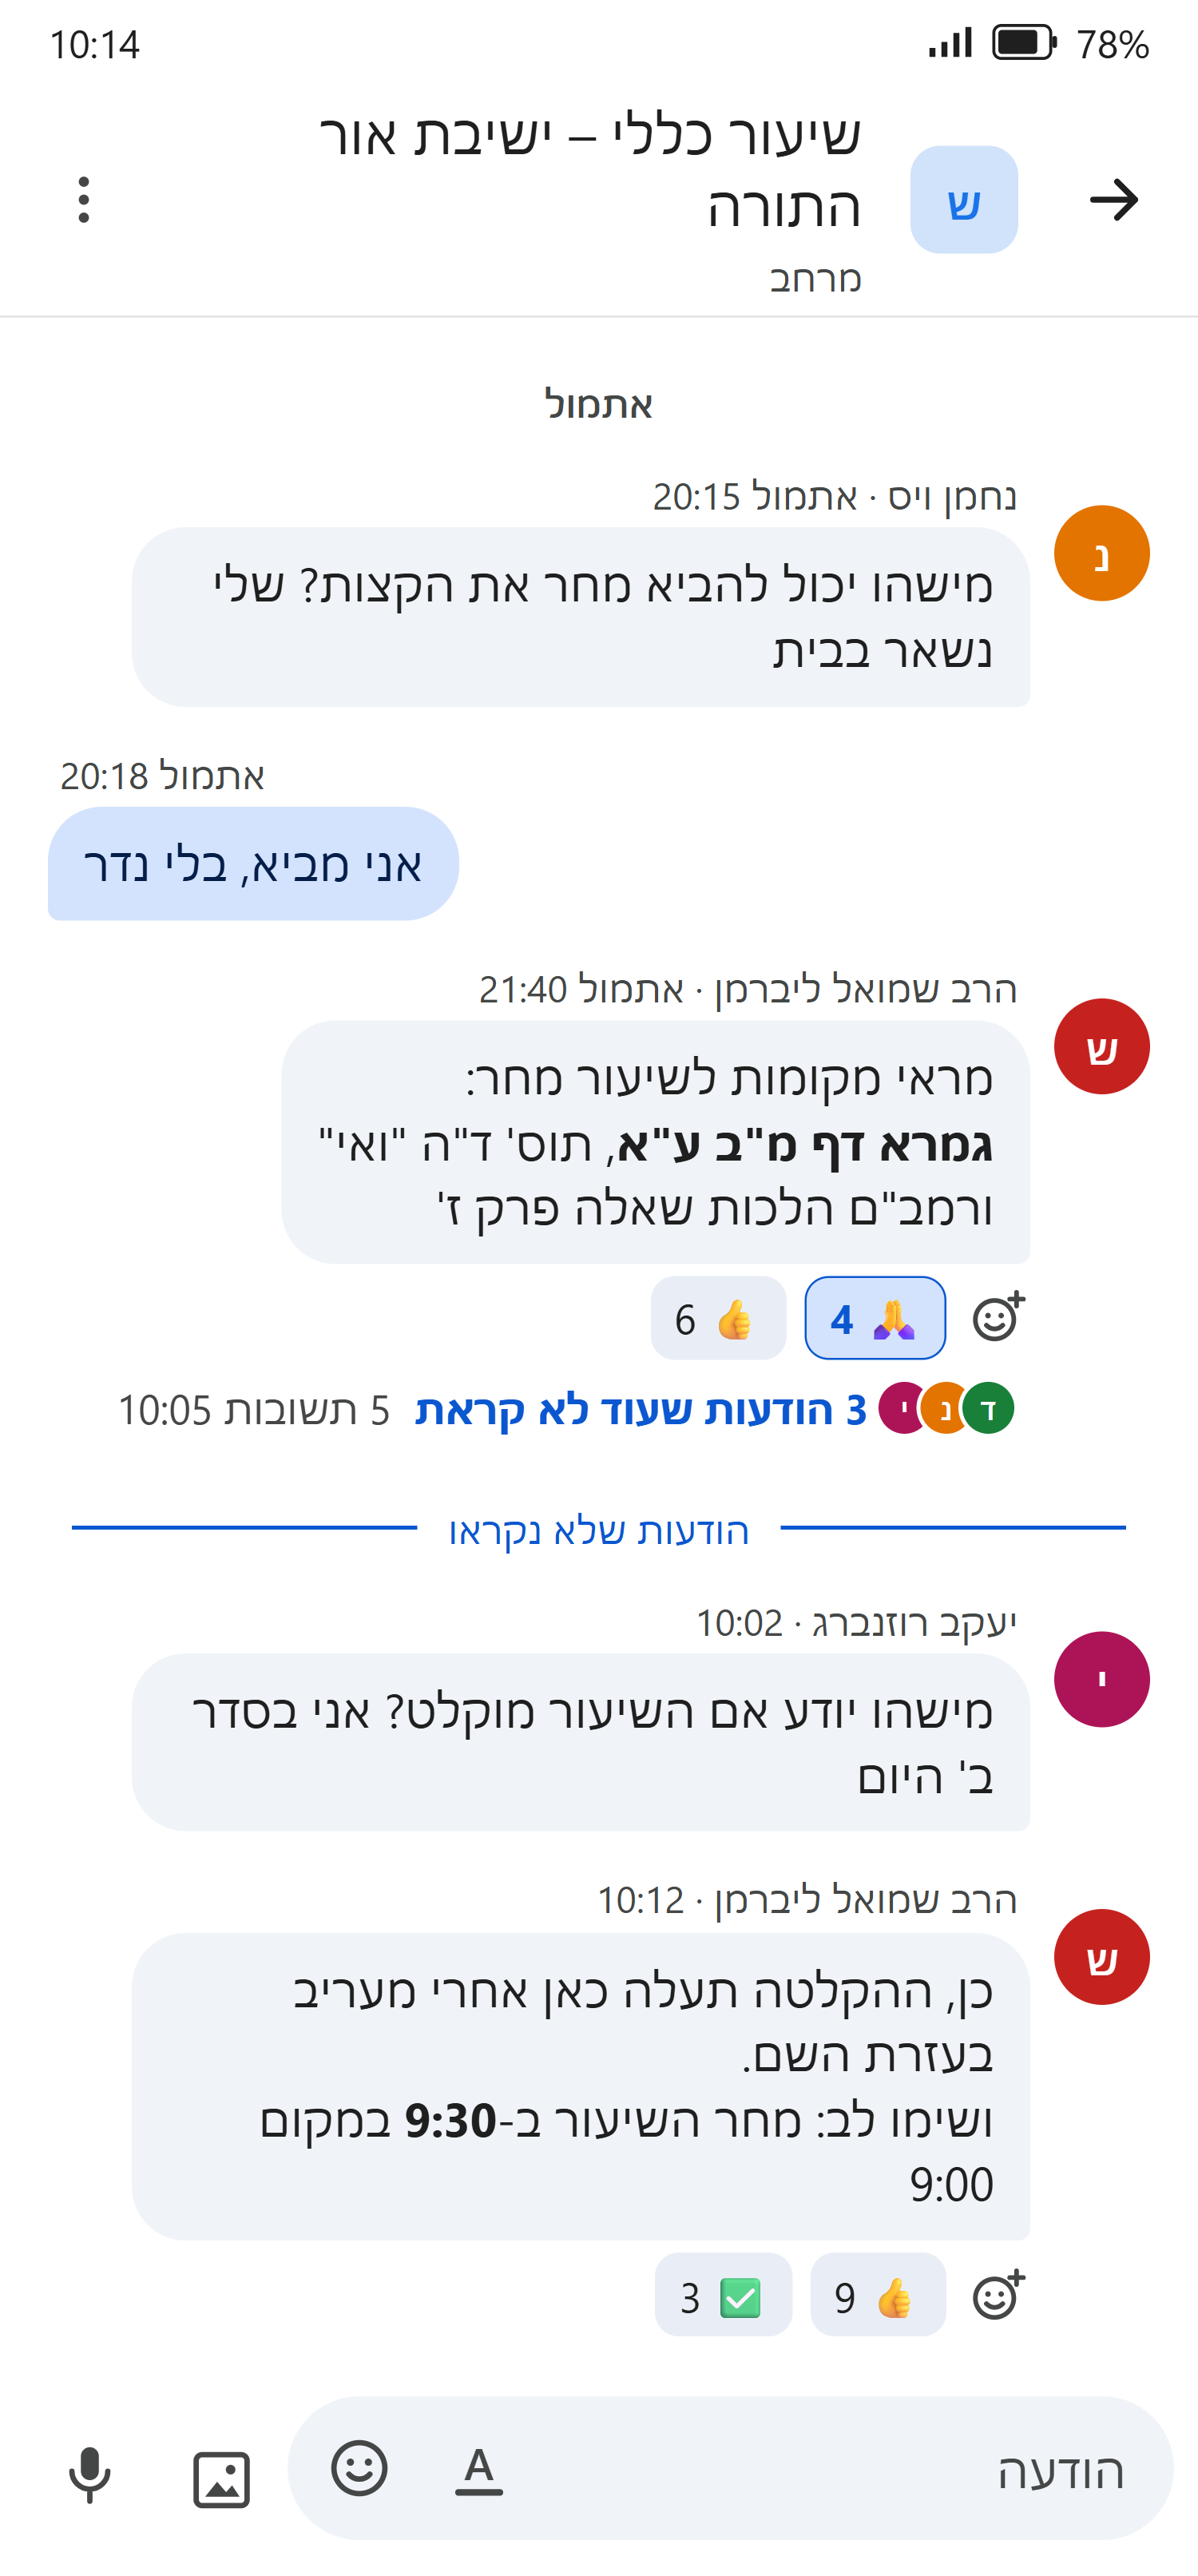 10:14
78%
שיעור כללי – ישיבת אור
התורה
מרחב
ש
אתמול
נחמן ויס · אתמול 20:15
נ
מישהו יכול להביא מחר את הקצות? שלי
נשאר בבית
אתמול 20:18
אני מביא, בלי נדר
הרב שמואל ליברמן · אתמול 21:40
ש
מראי מקומות לשיעור מחר:
גמרא דף מ"ב ע"א, תוס' ד"ה "ואי"
ורמב"ם הלכות שאלה פרק ז'
🙏 4 👍 6
ד נ י 3 הודעות שעוד לא קראת 5 תשובות 10:05
הודעות שלא נקראו
יעקב רוזנברג · 10:02
י
מישהו יודע אם השיעור מוקלט? אני בסדר
ב' היום
הרב שמואל ליברמן · 10:12
ש
כן, ההקלטה תעלה כאן אחרי מעריב
בעזרת השם.
ושימו לב: מחר השיעור ב-9:30 במקום
9:00
👍 9 ✅ 3
הודעה
A